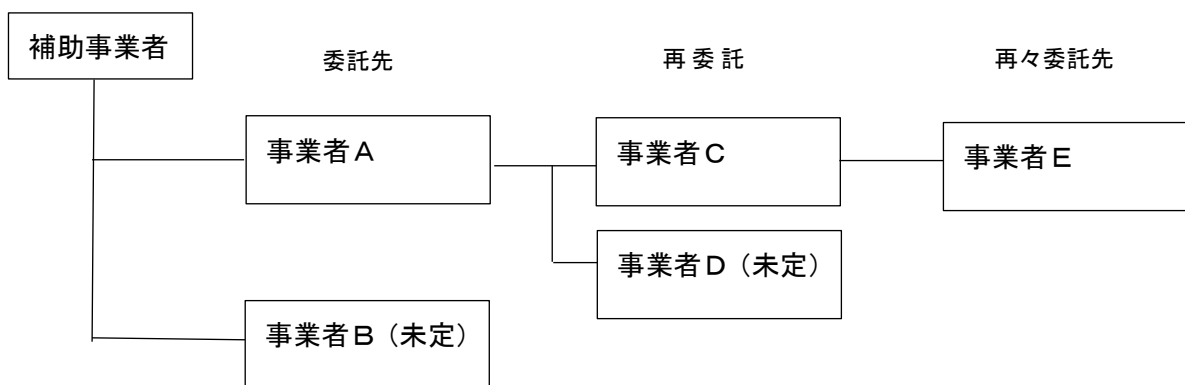 補助事業者
委託先
再委託
再々委託先
事業者A
事業者C
事業者E
事業者D(未定)
事業者B(未定)